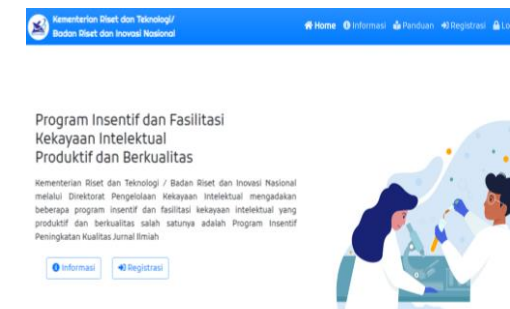 Kementerian Riset dan Teknologi/
Badan Riset dan Inovasi Nasional
Home Informasi Panduan Registrasi Lo
Program Insentif dan Fasilitasi
Kekayaan Intelektual
Produktif dan Berkualitas
Kementerian Riset dan Teknologi / Badan Riset dan Inovasi Nasional
melalui Direktorat Pengelolaan Kekayaan Intelektual mengadakan
beberapa program insentif dan fasilitasi kekayaan intelektual yang
produktif dan berkualitas salah satunya adalah Program Insentif
Peningkatan Kualitas Jurnal Ilmiah
Informasi Registrasi